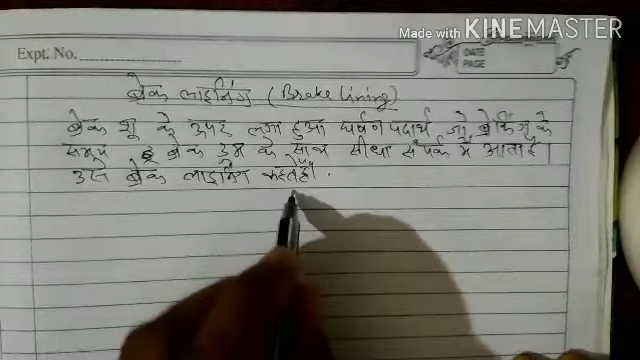 Made with KINEMASTER
Expt. No.
DATE
PAGE
ब्रेक लाइनिंग (Brake Lining)
ब्रेक शू के ऊपर लगा हुआ घर्षण पदार्थ जो ब्रेकिंग के
समय ब्रेक ड्रम के साथ सीधा संपर्क में आता है।
उसे ब्रेक लाइनिंग कहते हैं।